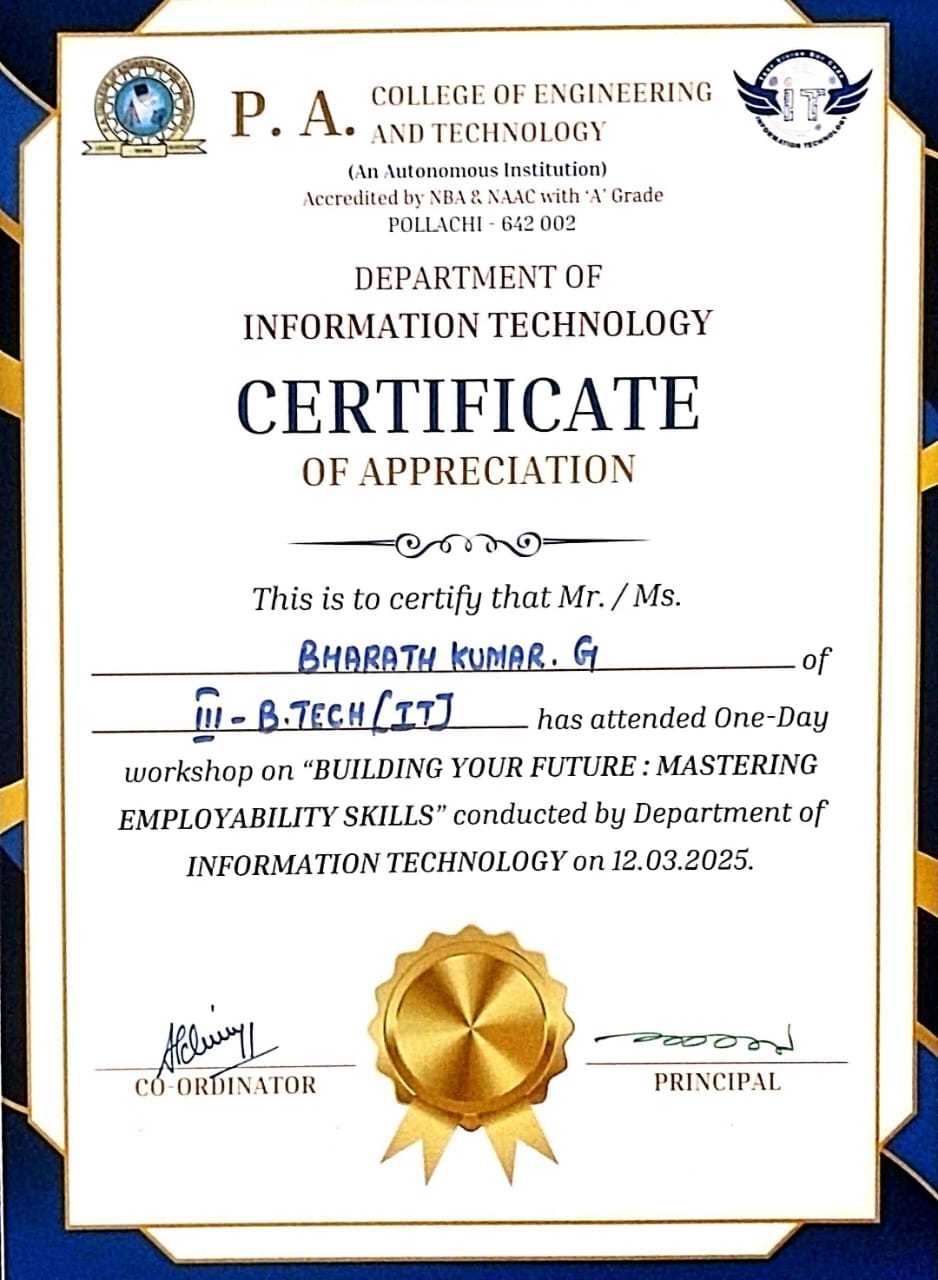 P. A. COLLEGE OF ENGINEERING
AND TECHNOLOGY
IT
INFORMATION TECHNOLOGY
(An Autonomous Institution)
Accredited by NBA & NAAC with ‘A’ Grade
POLLACHI - 642 002
DEPARTMENT OF
INFORMATION TECHNOLOGY
CERTIFICATE
OF APPRECIATION
This is to certify that Mr. / Ms.
BHARATH KUMAR. G of
III - B.TECH [IT] has attended One-Day
workshop on “BUILDING YOUR FUTURE : MASTERING
EMPLOYABILITY SKILLS” conducted by Department of
INFORMATION TECHNOLOGY on 12.03.2025.
CO-ORDINATOR
PRINCIPAL